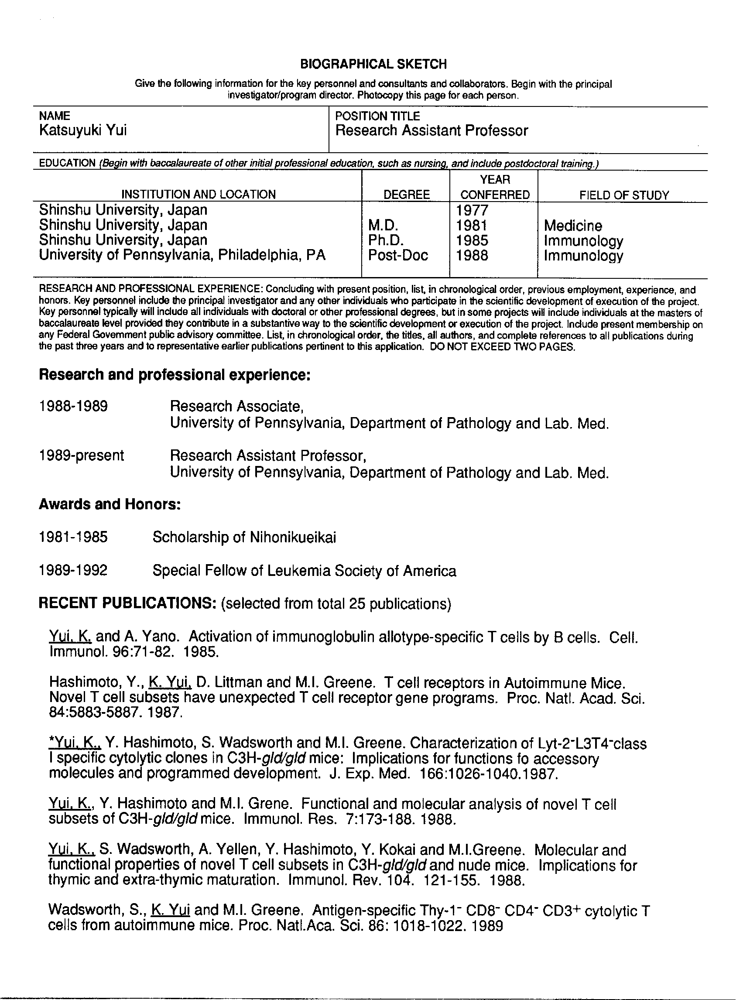 BIOGRAPHICAL SKETCH
Give the following information for the key personnel and consultants and collaborators. Begin with the principal
investigator/program director. Photocopy this page for each person.
NAME
Katsuyuki Yui
POSITION TITLE
Research Assistant Professor
EDUCATION (Begin with baccalaureate of other initial professional education, such as nursing, and include postdoctoral training.)
INSTITUTION AND LOCATION DEGREE YEAR CONFERRED FIELD OF STUDY
Shinshu University, Japan 1977
Shinshu University, Japan M.D. 1981 Medicine
Shinshu University, Japan Ph.D. 1985 Immunology
University of Pennsylvania, Philadelphia, PA Post-Doc 1988 Immunology
RESEARCH AND PROFESSIONAL EXPERIENCE: Concluding with present position, list, in chronological order, previous employment, experience, and
honors. Key personnel include the principal investigator and any other individuals who participate in the scientific development of execution of the project.
Key personnel typically will include all individuals with doctoral or other professional degrees, but in some projects will include individuals at the masters of
baccalaureate level provided they contribute in a substantive way to the scientific development or execution of the project. Include present membership on
any Federal Government public advisory committee. List, in chronological order, the titles, all authors, and complete references to all publications during
the past three years and to representative earlier publications pertinent to this application. DO NOT EXCEED TWO PAGES.
Research and professional experience:
1988-1989 Research Associate,
University of Pennsylvania, Department of Pathology and Lab. Med.
1989-present Research Assistant Professor,
University of Pennsylvania, Department of Pathology and Lab. Med.
Awards and Honors:
1981-1985 Scholarship of Nihonikueikai
1989-1992 Special Fellow of Leukemia Society of America
RECENT PUBLICATIONS: (selected from total 25 publications)
Yui, K. and A. Yano. Activation of immunoglobulin allotype-specific T cells by B cells. Cell.
Immunol. 96:71-82. 1985.
Hashimoto, Y., K. Yui, D. Littman and M.I. Greene. T cell receptors in Autoimmune Mice.
Novel T cell subsets have unexpected T cell receptor gene programs. Proc. Natl. Acad. Sci.
84:5883-5887. 1987.
*Yui, K., Y. Hashimoto, S. Wadsworth and M.I. Greene. Characterization of Lyt-2-L3T4-class
I specific cytolytic clones in C3H-gld/gld mice: Implications for functions fo accessory
molecules and programmed development. J. Exp. Med. 166:1026-1040.1987.
Yui, K., Y. Hashimoto and M.I. Grene. Functional and molecular analysis of novel T cell
subsets of C3H-gld/gld mice. Immunol. Res. 7:173-188. 1988.
Yui, K., S. Wadsworth, A. Yellen, Y. Hashimoto, Y. Kokai and M.I.Greene. Molecular and
functional properties of novel T cell subsets in C3H-gld/gld and nude mice. Implications for
thymic and extra-thymic maturation. Immunol. Rev. 104. 121-155. 1988.
Wadsworth, S., K. Yui and M.I. Greene. Antigen-specific Thy-1- CD8- CD4- CD3+ cytolytic T
cells from autoimmune mice. Proc. Natl.Aca. Sci. 86: 1018-1022. 1989